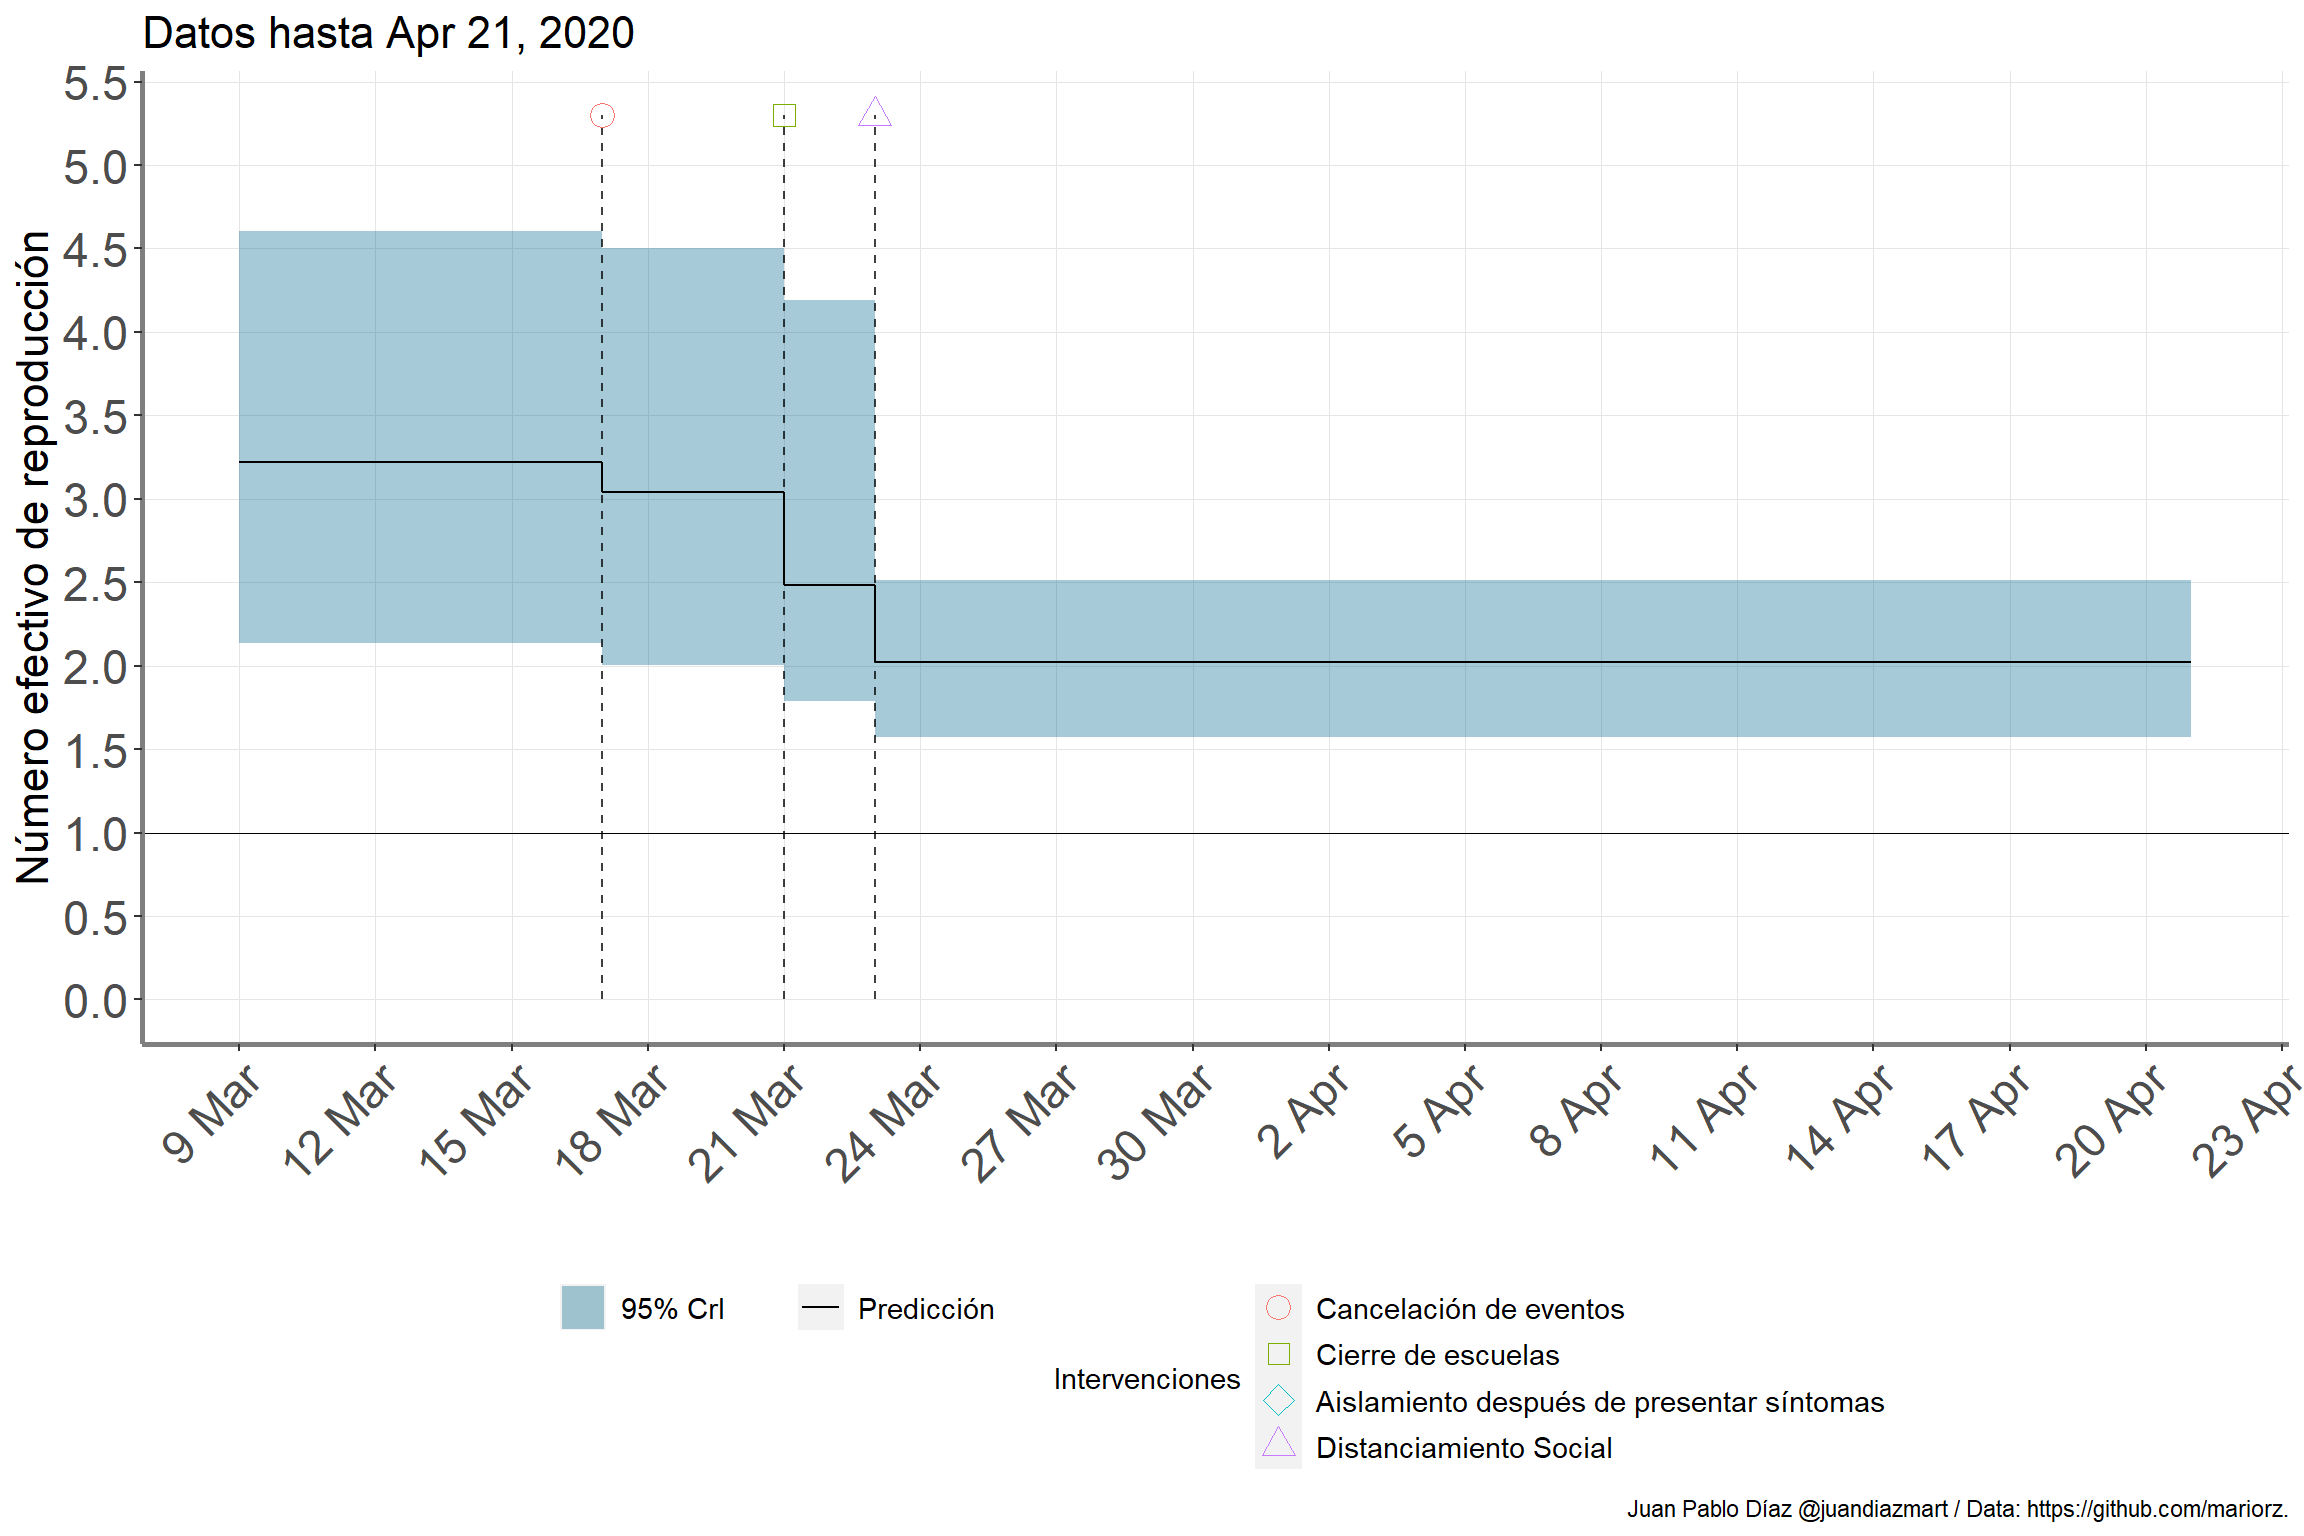 Datos hasta Apr 21, 2020
Número efectivo de reproducción
5.5
5.0
4.5
4.0
3.5
3.0
2.5
2.0
1.5
1.0
0.5
0.0
9 Mar
12 Mar
15 Mar
18 Mar
21 Mar
24 Mar
27 Mar
30 Mar
2 Apr
5 Apr
8 Apr
11 Apr
14 Apr
17 Apr
20 Apr
23 Apr
95% CrI
Predicción
Intervenciones
Cancelación de eventos
Cierre de escuelas
Aislamiento después de presentar síntomas
Distanciamiento Social
Juan Pablo Díaz @juandiazmart / Data: https://github.com/mariorz.